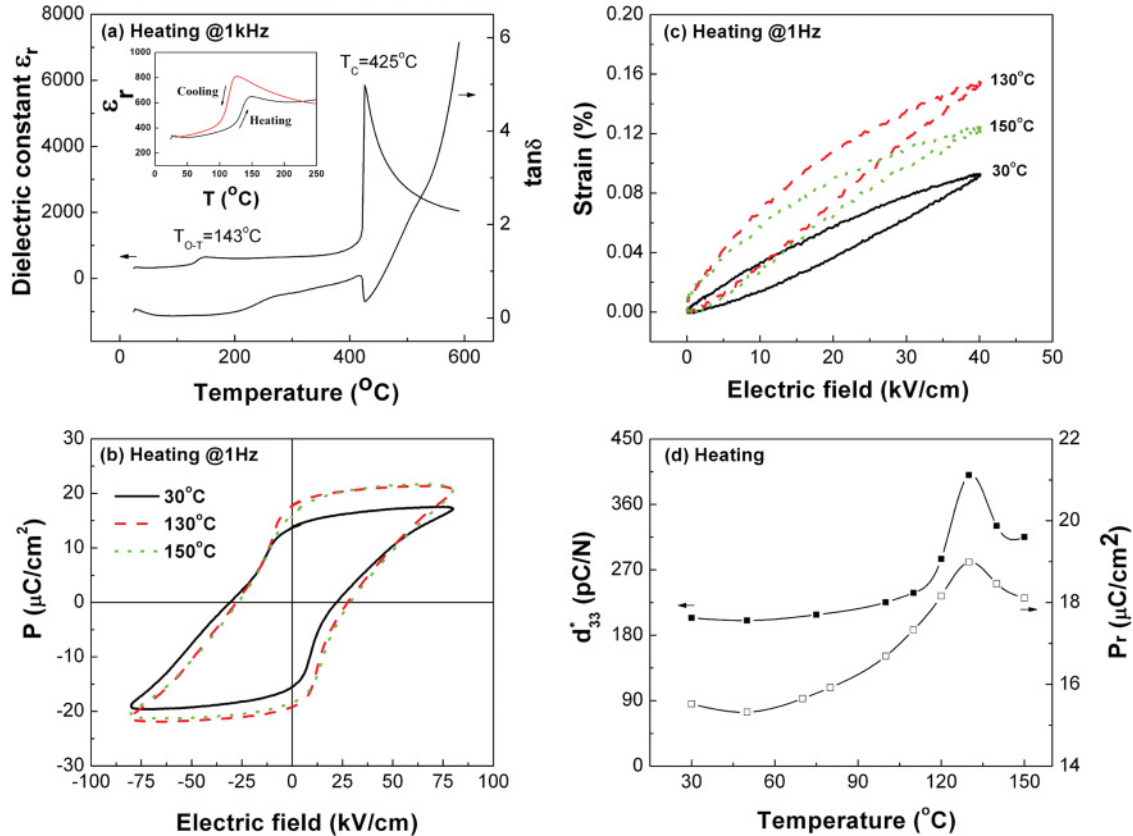 (a) Heating @1kHz
Dielectric constant εr
8000
6000
4000
2000
0
0
200
400
600
Temperature (°C)
6
5
4
2
1
0
tanδ
TC=425°C
TO-T=143°C
εr
1000
800
600
400
200
0
50
100
150
200
250
T (°C)
Cooling
Heating
(c) Heating @1Hz
Strain (%)
0.16
0.12
0.08
0.04
0.00
0
10
20
30
40
50
Electric field (kV/cm)
130°C
150°C
30°C
(b) Heating @1Hz
30°C
130°C
150°C
P (μC/cm2)
30
20
10
0
-10
-20
-30
-100
-75
-50
-25
0
25
50
75
100
Electric field (kV/cm)
(d) Heating
d*33 (pC/N)
450
360
270
180
90
0
30
60
90
120
150
Temperature (°C)
22
20
18
16
14
Pr (μC/cm2)